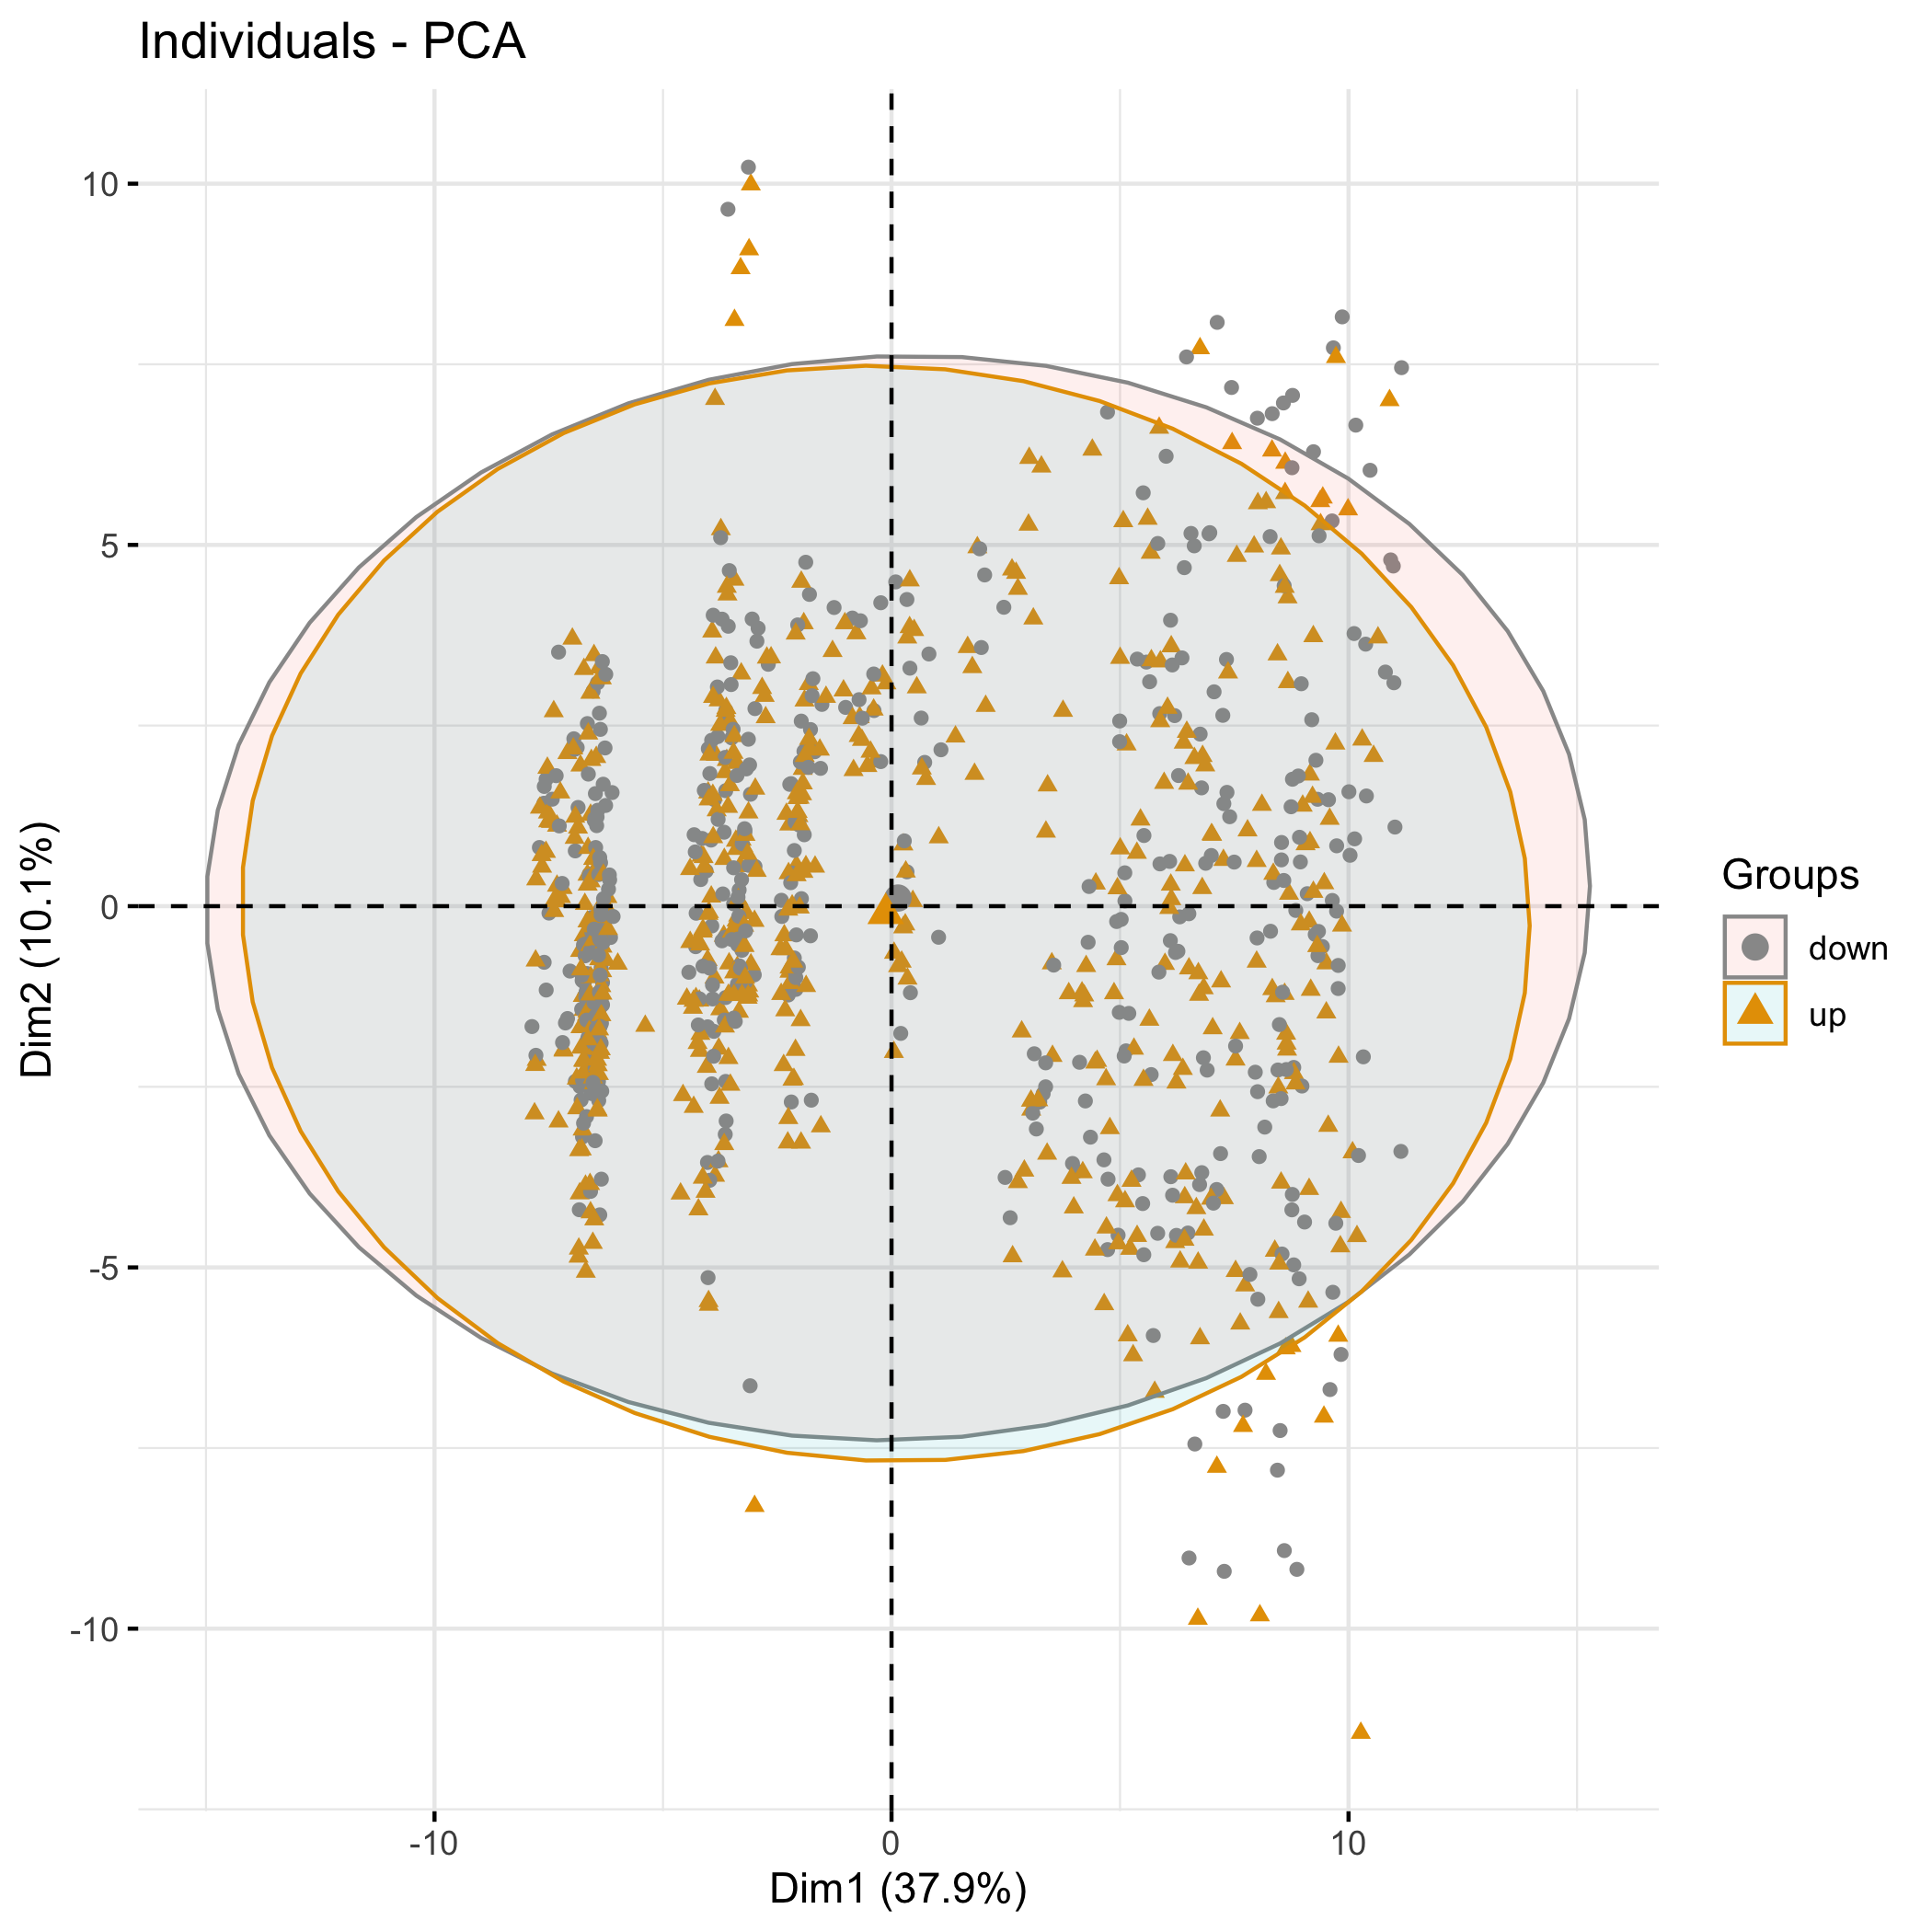 Individuals - PCA
10
5
0
-5
-10
-10
0
10
Dim1 (37.9%)
Dim2 (10.1%)
Groups
down
up